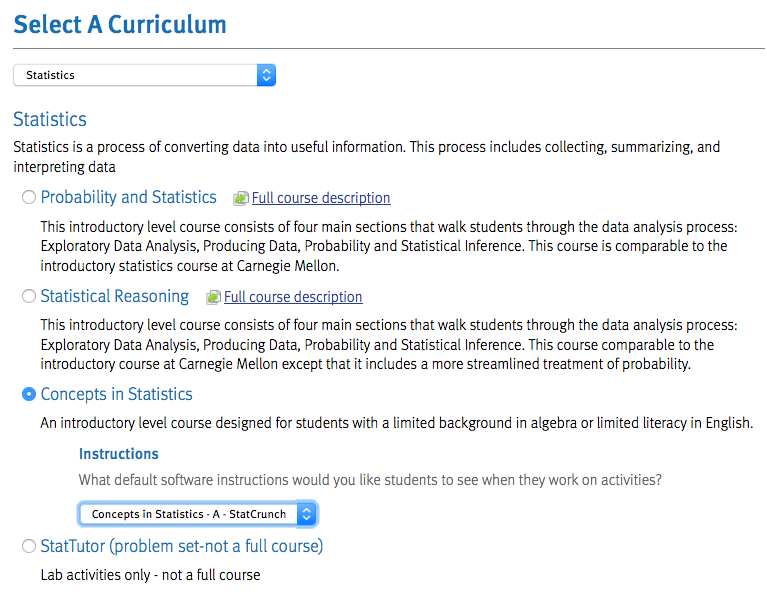 Select A Curriculum
Statistics
Statistics
Statistics is a process of converting data into useful information. This process includes collecting, summarizing, and
interpreting data
Probability and Statistics Full course description
This introductory level course consists of four main sections that walk students through the data analysis process:
Exploratory Data Analysis, Producing Data, Probability and Statistical Inference. This course is comparable to the
introductory statistics course at Carnegie Mellon.
Statistical Reasoning Full course description
This introductory level course consists of four main sections that walk students through the data analysis process:
Exploratory Data Analysis, Producing Data, Probability and Statistical Inference. This course comparable to the
introductory course at Carnegie Mellon except that it includes a more streamlined treatment of probability.
Concepts in Statistics
An introductory level course designed for students with a limited background in algebra or limited literacy in English.
Instructions
What default software instructions would you like students to see when they work on activities?
Concepts in Statistics - A - StatCrunch
StatTutor (problem set-not a full course)
Lab activities only - not a full course